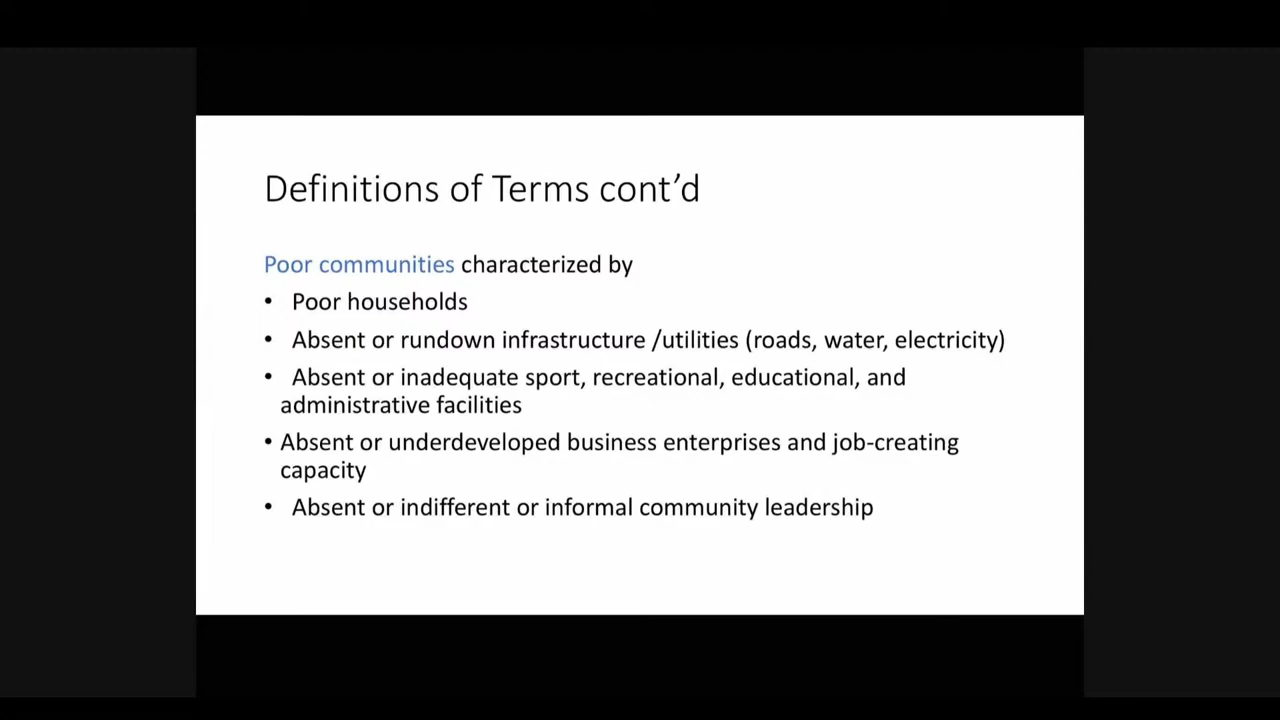 Definitions of Terms cont’d
Poor communities characterized by
• Poor households
• Absent or rundown infrastructure /utilities (roads, water, electricity)
• Absent or inadequate sport, recreational, educational, and
administrative facilities
• Absent or underdeveloped business enterprises and job-creating
capacity
• Absent or indifferent or informal community leadership